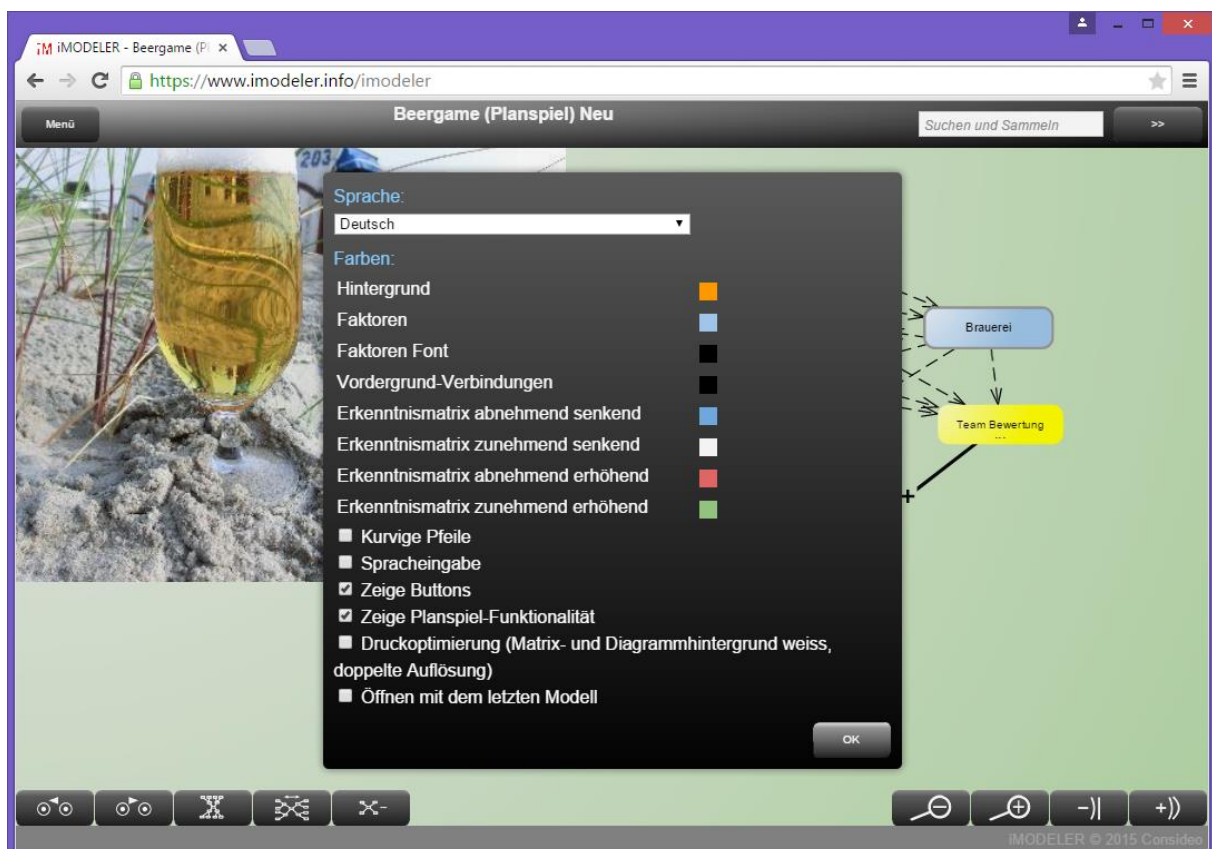 iM iMODELER - Beergame (Pl
https://www.imodeler.info/imodeler
Menü
Beergame (Planspiel) Neu
Suchen und Sammeln
>>
203
Sprache:
Deutsch
Farben:
Hintergrund
Faktoren
Faktoren Font
Vordergrund-Verbindungen
Erkenntnismatrix abnehmend senkend
Erkenntnismatrix zunehmend senkend
Erkenntnismatrix abnehmend erhöhend
Erkenntnismatrix zunehmend erhöhend
Kurvige Pfeile
Spracheingabe
Zeige Buttons
Zeige Planspiel-Funktionalität
Druckoptimierung (Matrix- und Diagrammhintergrund weiss,
doppelte Auflösung)
Öffnen mit dem letzten Modell
OK
Brauerei
Team Bewertung
...
+
-)|
+))
iMODELER © 2015 Consideo